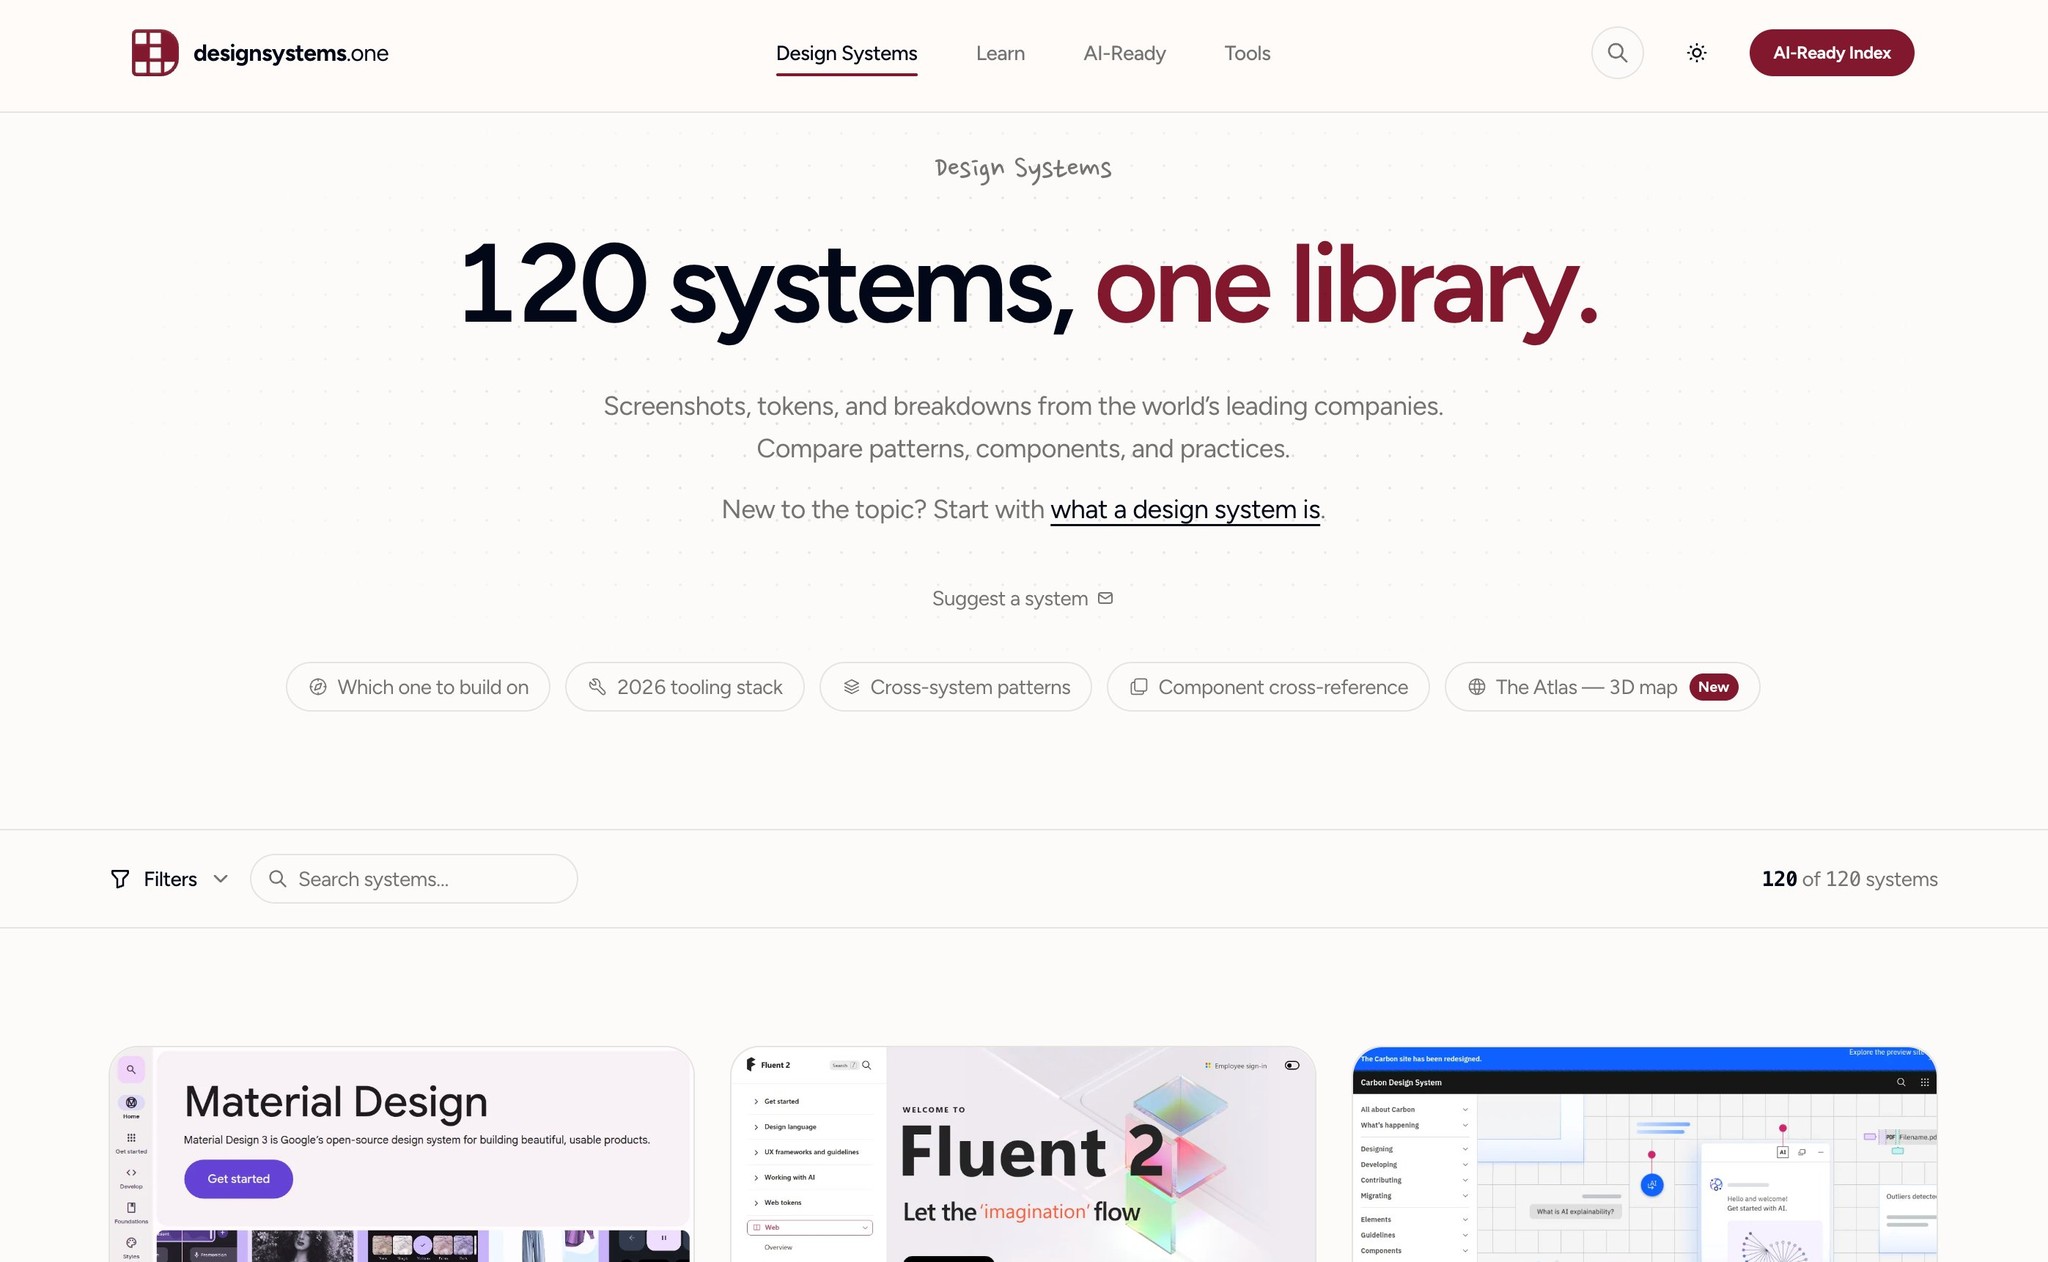 designsystems.one
Design Systems
Learn
AI-Ready
Tools
AI-Ready Index
Design Systems
120 systems, one library.
Screenshots, tokens, and breakdowns from the world’s leading companies.
Compare patterns, components, and practices.
New to the topic? Start with what a design system is.
Suggest a system
Which one to build on
2026 tooling stack
Cross-system patterns
Component cross-reference
The Atlas — 3D map New
Filters
Search systems...
120 of 120 systems
Home
Get started
Develop
Foundations
Styles
Material Design
Material Design 3 is Google’s open-source design system for building beautiful, usable products.
Get started
Fluent 2
Search /
Get started
Design language
UX frameworks and guidelines
Working with AI
Web tokens
Web
Overview
Employee sign-in
WELCOME TO
Fluent 2
Let the ‘imagination’ flow
The Carbon site has been redesigned.
Explore the preview site
Carbon Design System
All about Carbon
What's happening
Designing
Developing
Contributing
Migrating
Elements
Guidelines
Components
What is AI explainability?
AI
AI
Hello and welcome!
Get started with AI.
PDF Filename.pd
Outliers detected